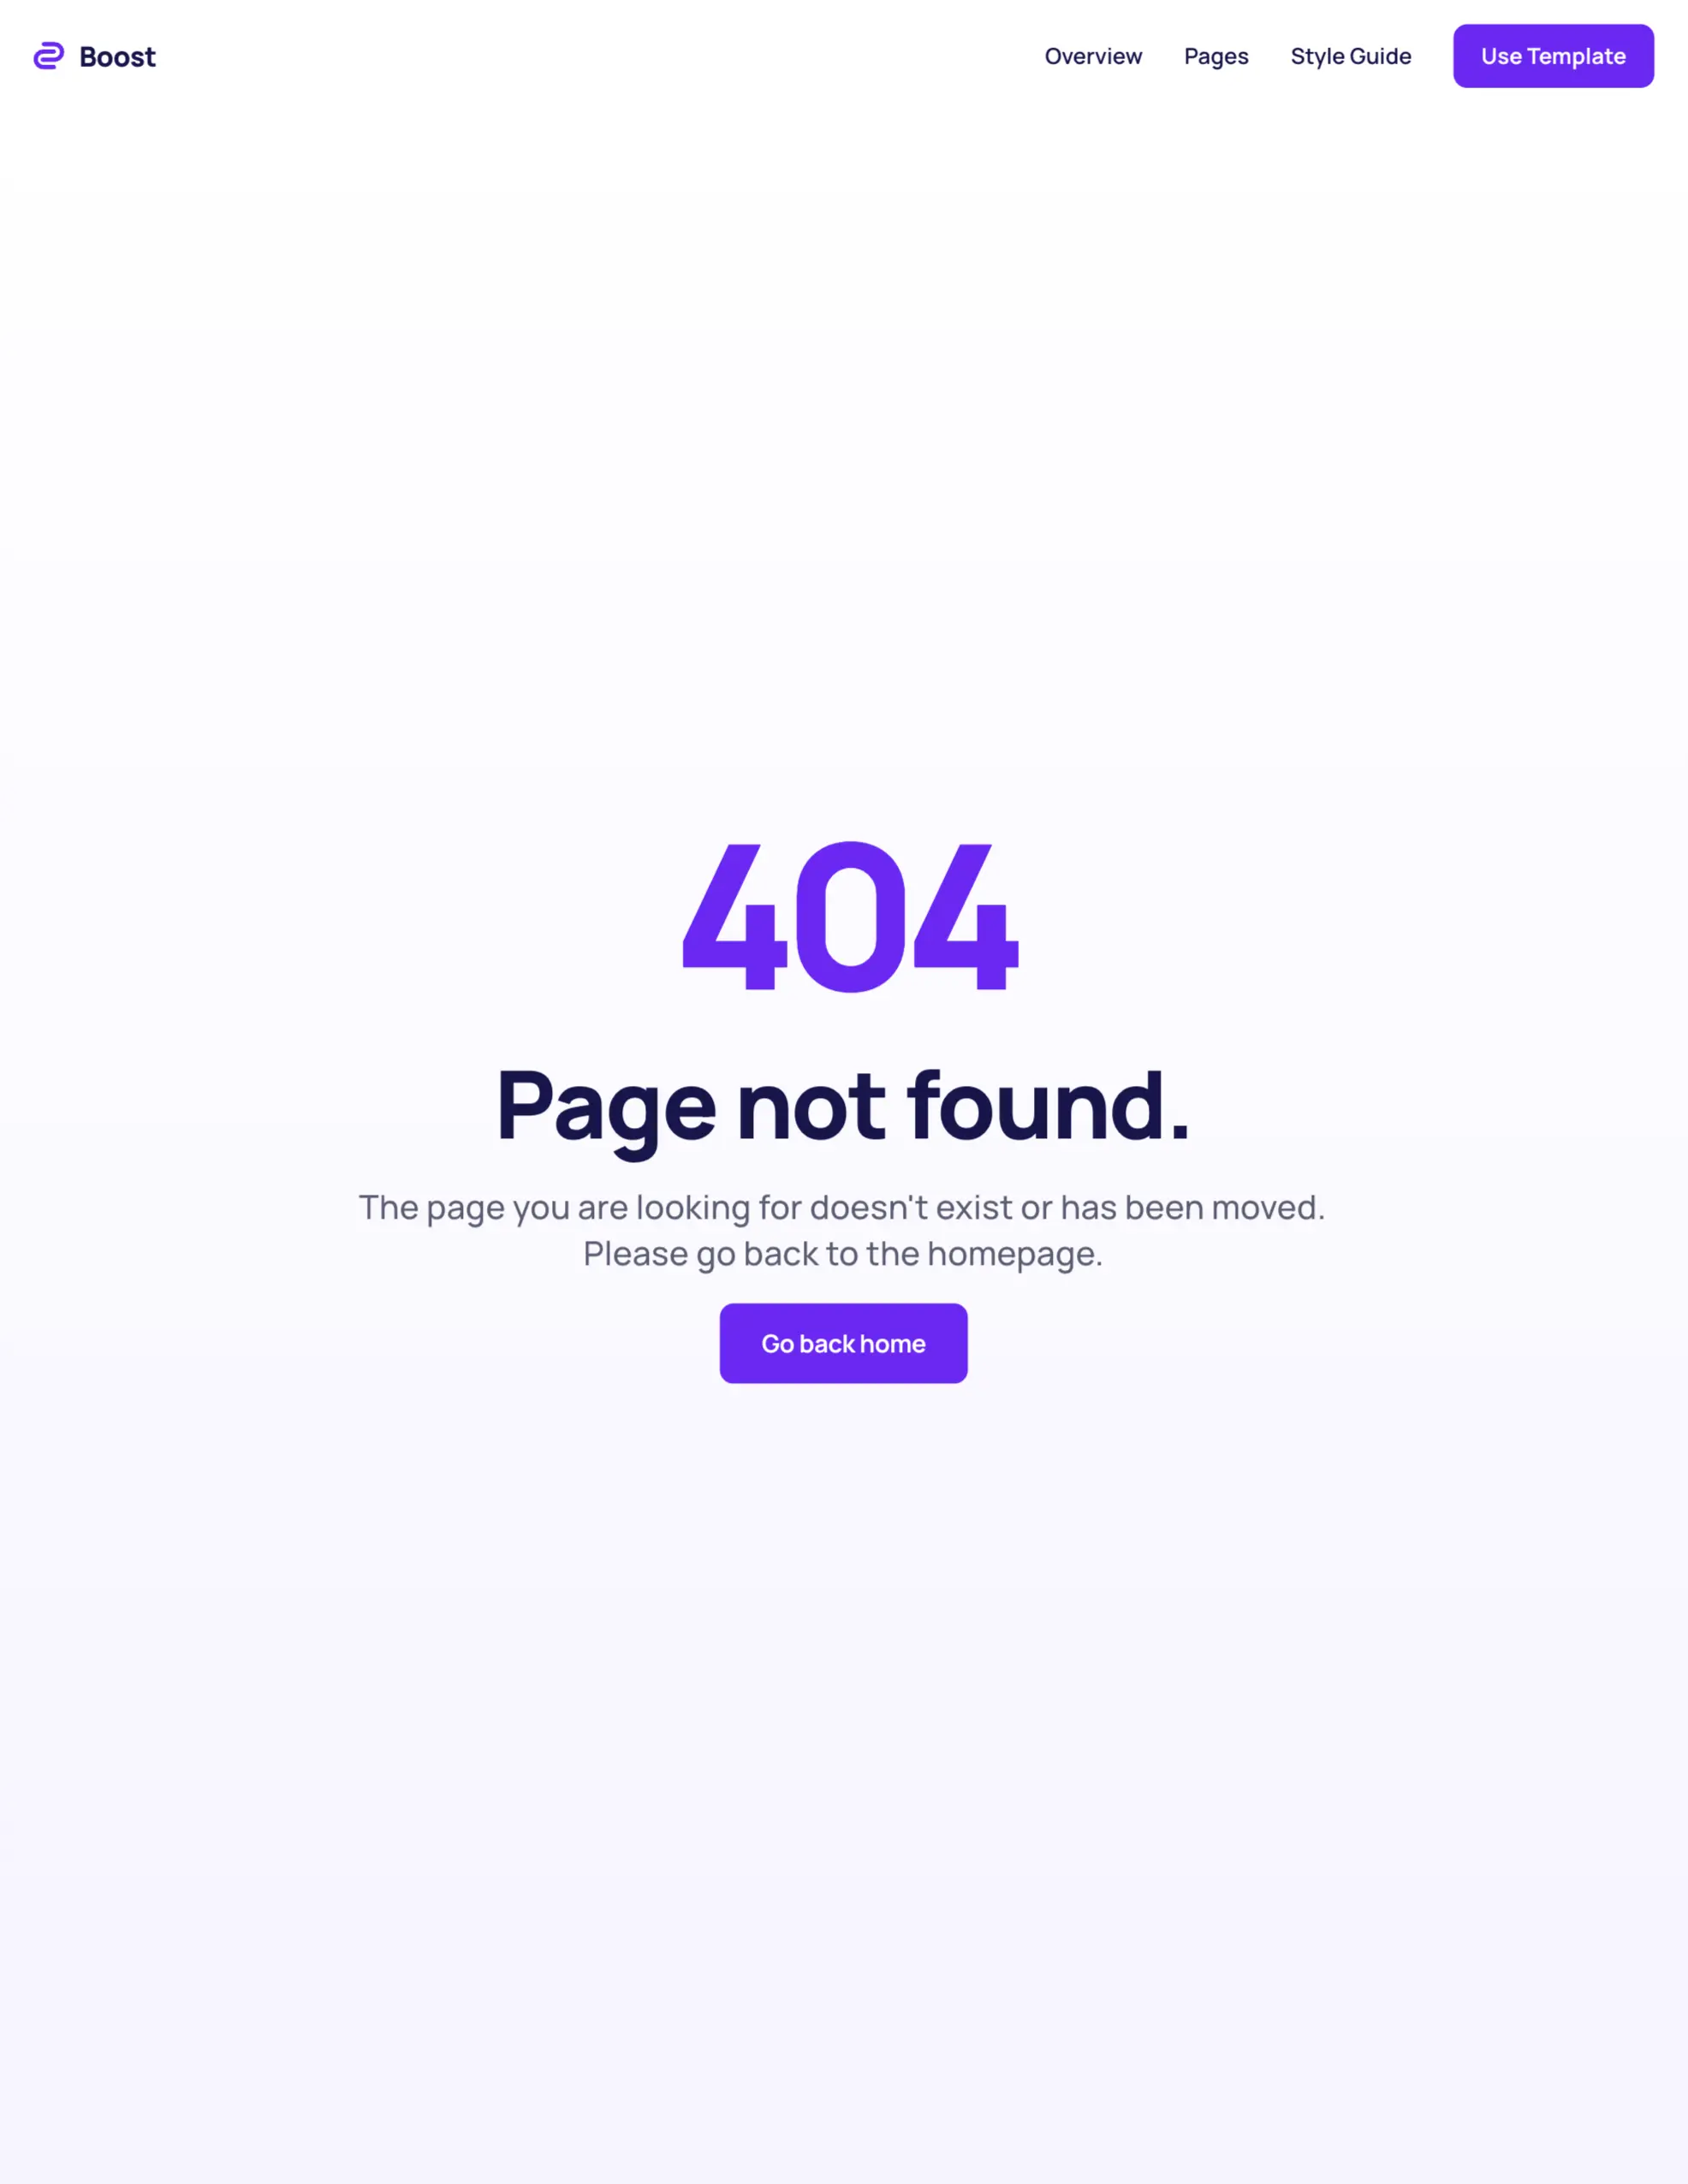 Boost
Overview
Pages
Style Guide
Use Template
404
Page not found.
The page you are looking for doesn't exist or has been moved.
Please go back to the homepage.
Go back home